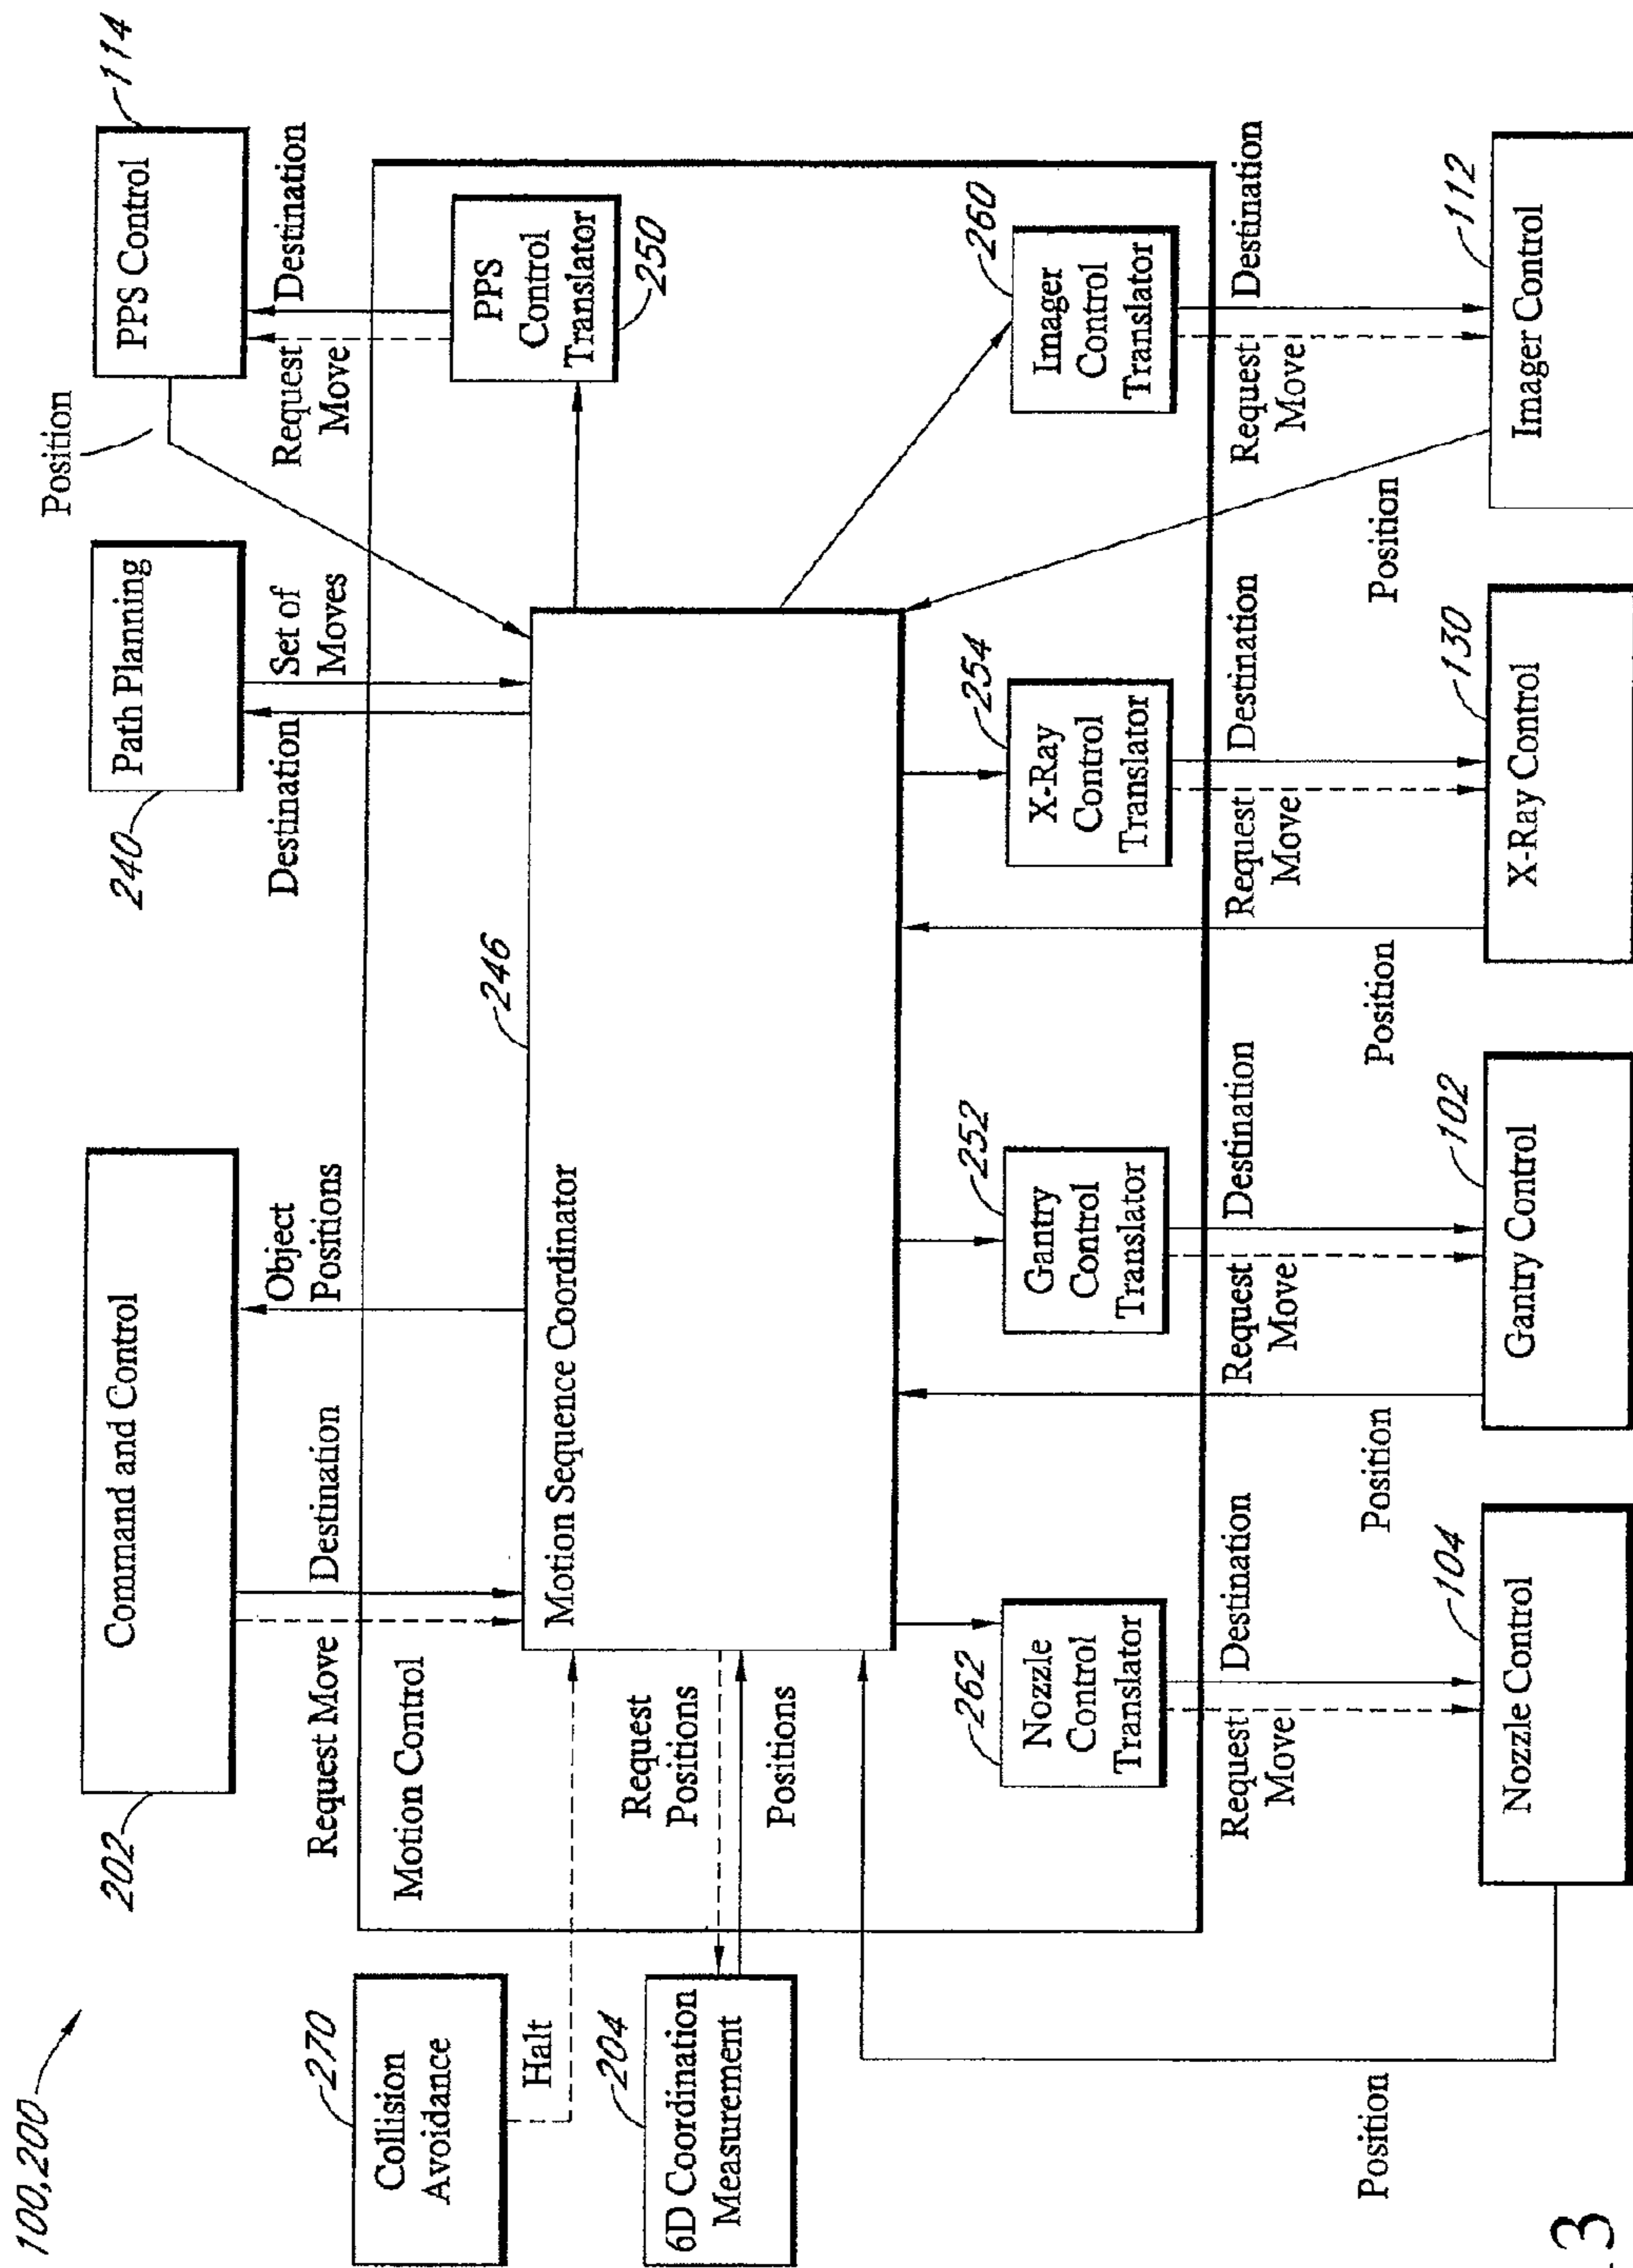 100,200
202
Command and Control
240
Path Planning
Position
PPS Control
114
Request Move
Destination
Object
Positions
Destination
Set of
Moves
Request
Move
Destination
270
Collision
Avoidance
Halt
Motion Control
246
Motion Sequence Coordinator
PPS
Control
Translator
250
204
6D Coordination
Measurement
Request
Positions
Positions
262
Nozzle
Control
Translator
252
Gantry
Control
Translator
254
X-Ray
Control
Translator
260
Imager
Control
Translator
Request
Move
Destination
Request
Move
Destination
Request
Move
Destination
Request
Move
Destination
Position
Position
Position
Position
104
Nozzle Control
102
Gantry Control
130
X-Ray Control
112
Imager Control
3